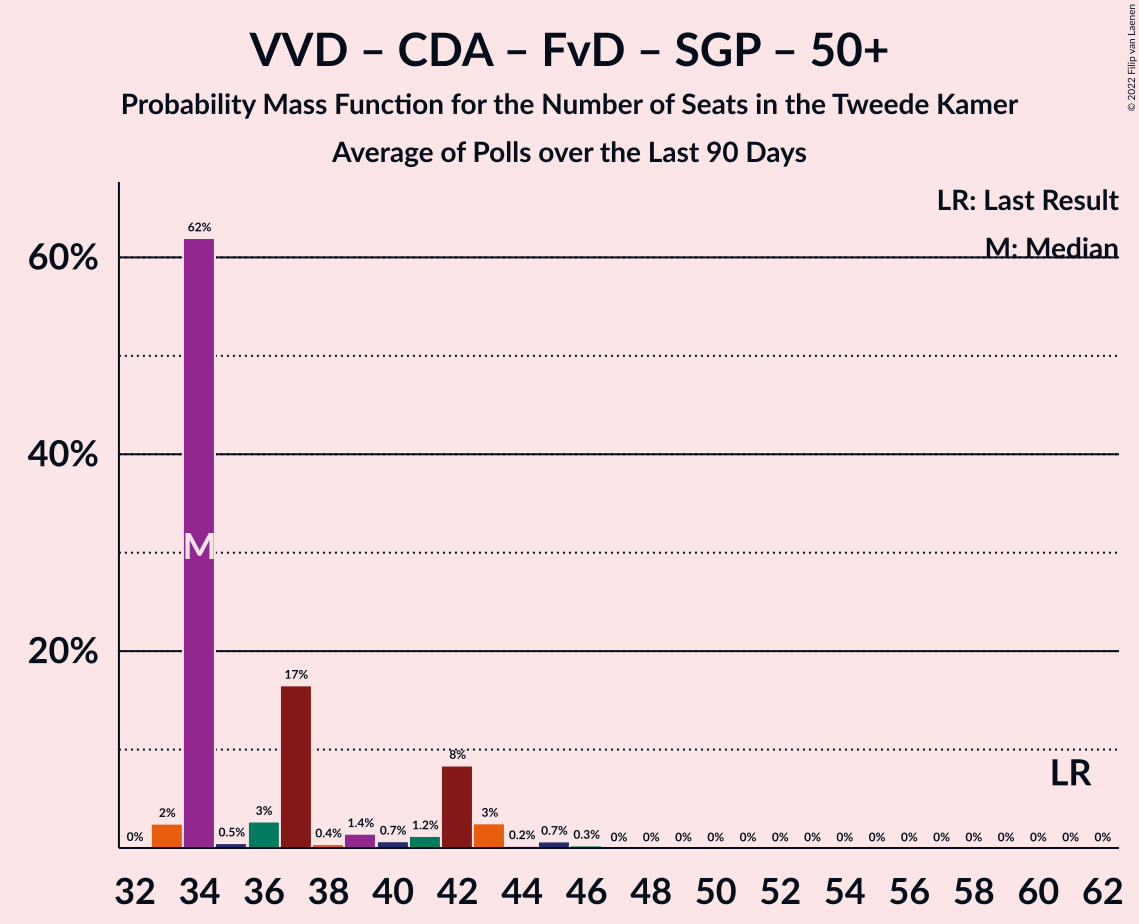 VVD – CDA – FvD – SGP – 50+
Probability Mass Function for the Number of Seats in the Tweede Kamer
Average of Polls over the Last 90 Days
© 2022 Filip van Laenen
LR: Last Result
M: Median
60%
40%
20%
0% 2% 62% 0.5% 3% 17% 0.4% 1.4% 0.7% 1.2% 8% 3% 0.2% 0.7% 0.3% 0% 0% 0% 0% 0% 0% 0% 0% 0% 0% 0% 0% 0% 0% 0% 0%
M
LR
32 34 36 38 40 42 44 46 48 50 52 54 56 58 60 62